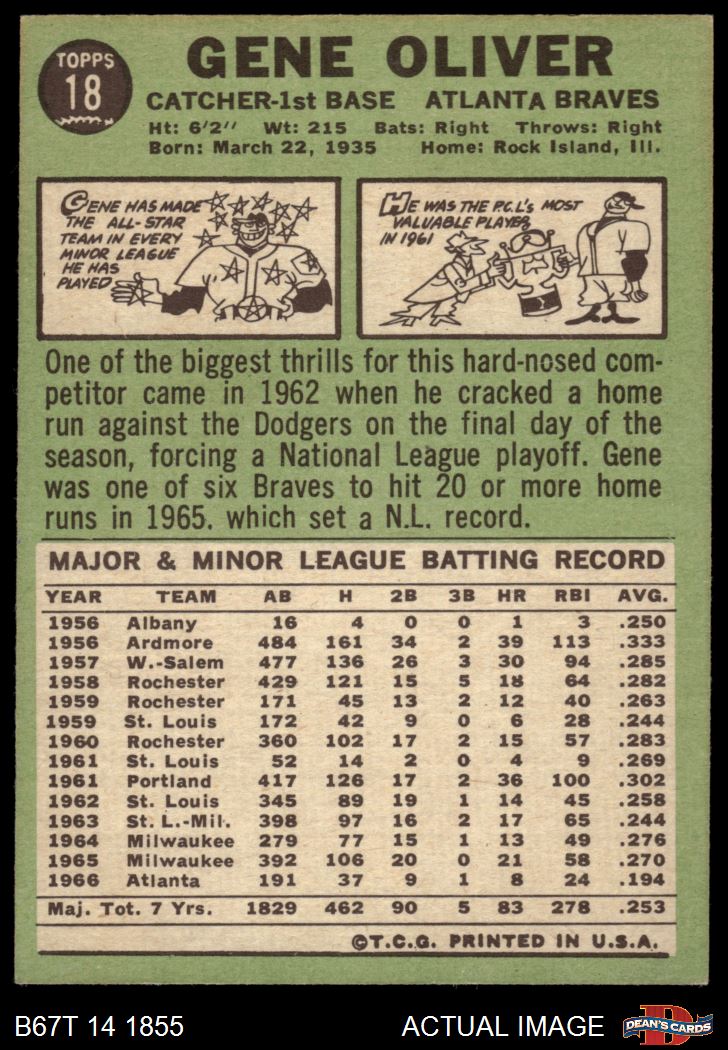 TOPPS
18
GENE OLIVER
CATCHER-1st BASE ATLANTA BRAVES
Ht: 6'2'' Wt: 215 Bats: Right Throws: Right
Born: March 22, 1935 Home: Rock Island, Ill.
GENE HAS MADE
THE ALL-STAR
TEAM IN EVERY
MINOR LEAGUE
HE HAS
PLAYED
HE WAS THE P.C.L's MOST
VALUABLE PLAYER
IN 1961
One of the biggest thrills for this hard-nosed com-
petitor came in 1962 when he cracked a home
run against the Dodgers on the final day of the
season, forcing a National League playoff. Gene
was one of six Braves to hit 20 or more home
runs in 1965. which set a N.L. record.
MAJOR & MINOR LEAGUE BATTING RECORD
YEAR TEAM AB H 2B 3B HR RBI AVG.
1956 Albany 16 4 0 0 1 3 .250
1956 Ardmore 484 161 34 2 39 113 .333
1957 W.-Salem 477 136 26 3 30 94 .285
1958 Rochester 429 121 15 5 18 64 .282
1959 Rochester 171 45 13 2 12 40 .263
1959 St. Louis 172 42 9 0 6 28 .244
1960 Rochester 360 102 17 2 15 57 .283
1961 St. Louis 52 14 2 0 4 9 .269
1961 Portland 417 126 17 2 36 100 .302
1962 St. Louis 345 89 19 1 14 45 .258
1963 St. L.-Mil. 398 97 16 2 17 65 .244
1964 Milwaukee 279 77 15 1 13 49 .276
1965 Milwaukee 392 106 20 0 21 58 .270
1966 Atlanta 191 37 9 1 8 24 .194
Maj. Tot. 7 Yrs. 1829 462 90 5 83 278 .253
©T.C.G. PRINTED IN U.S.A.
B67T 14 1855 ACTUAL IMAGE
D
DEAN'S CARDS